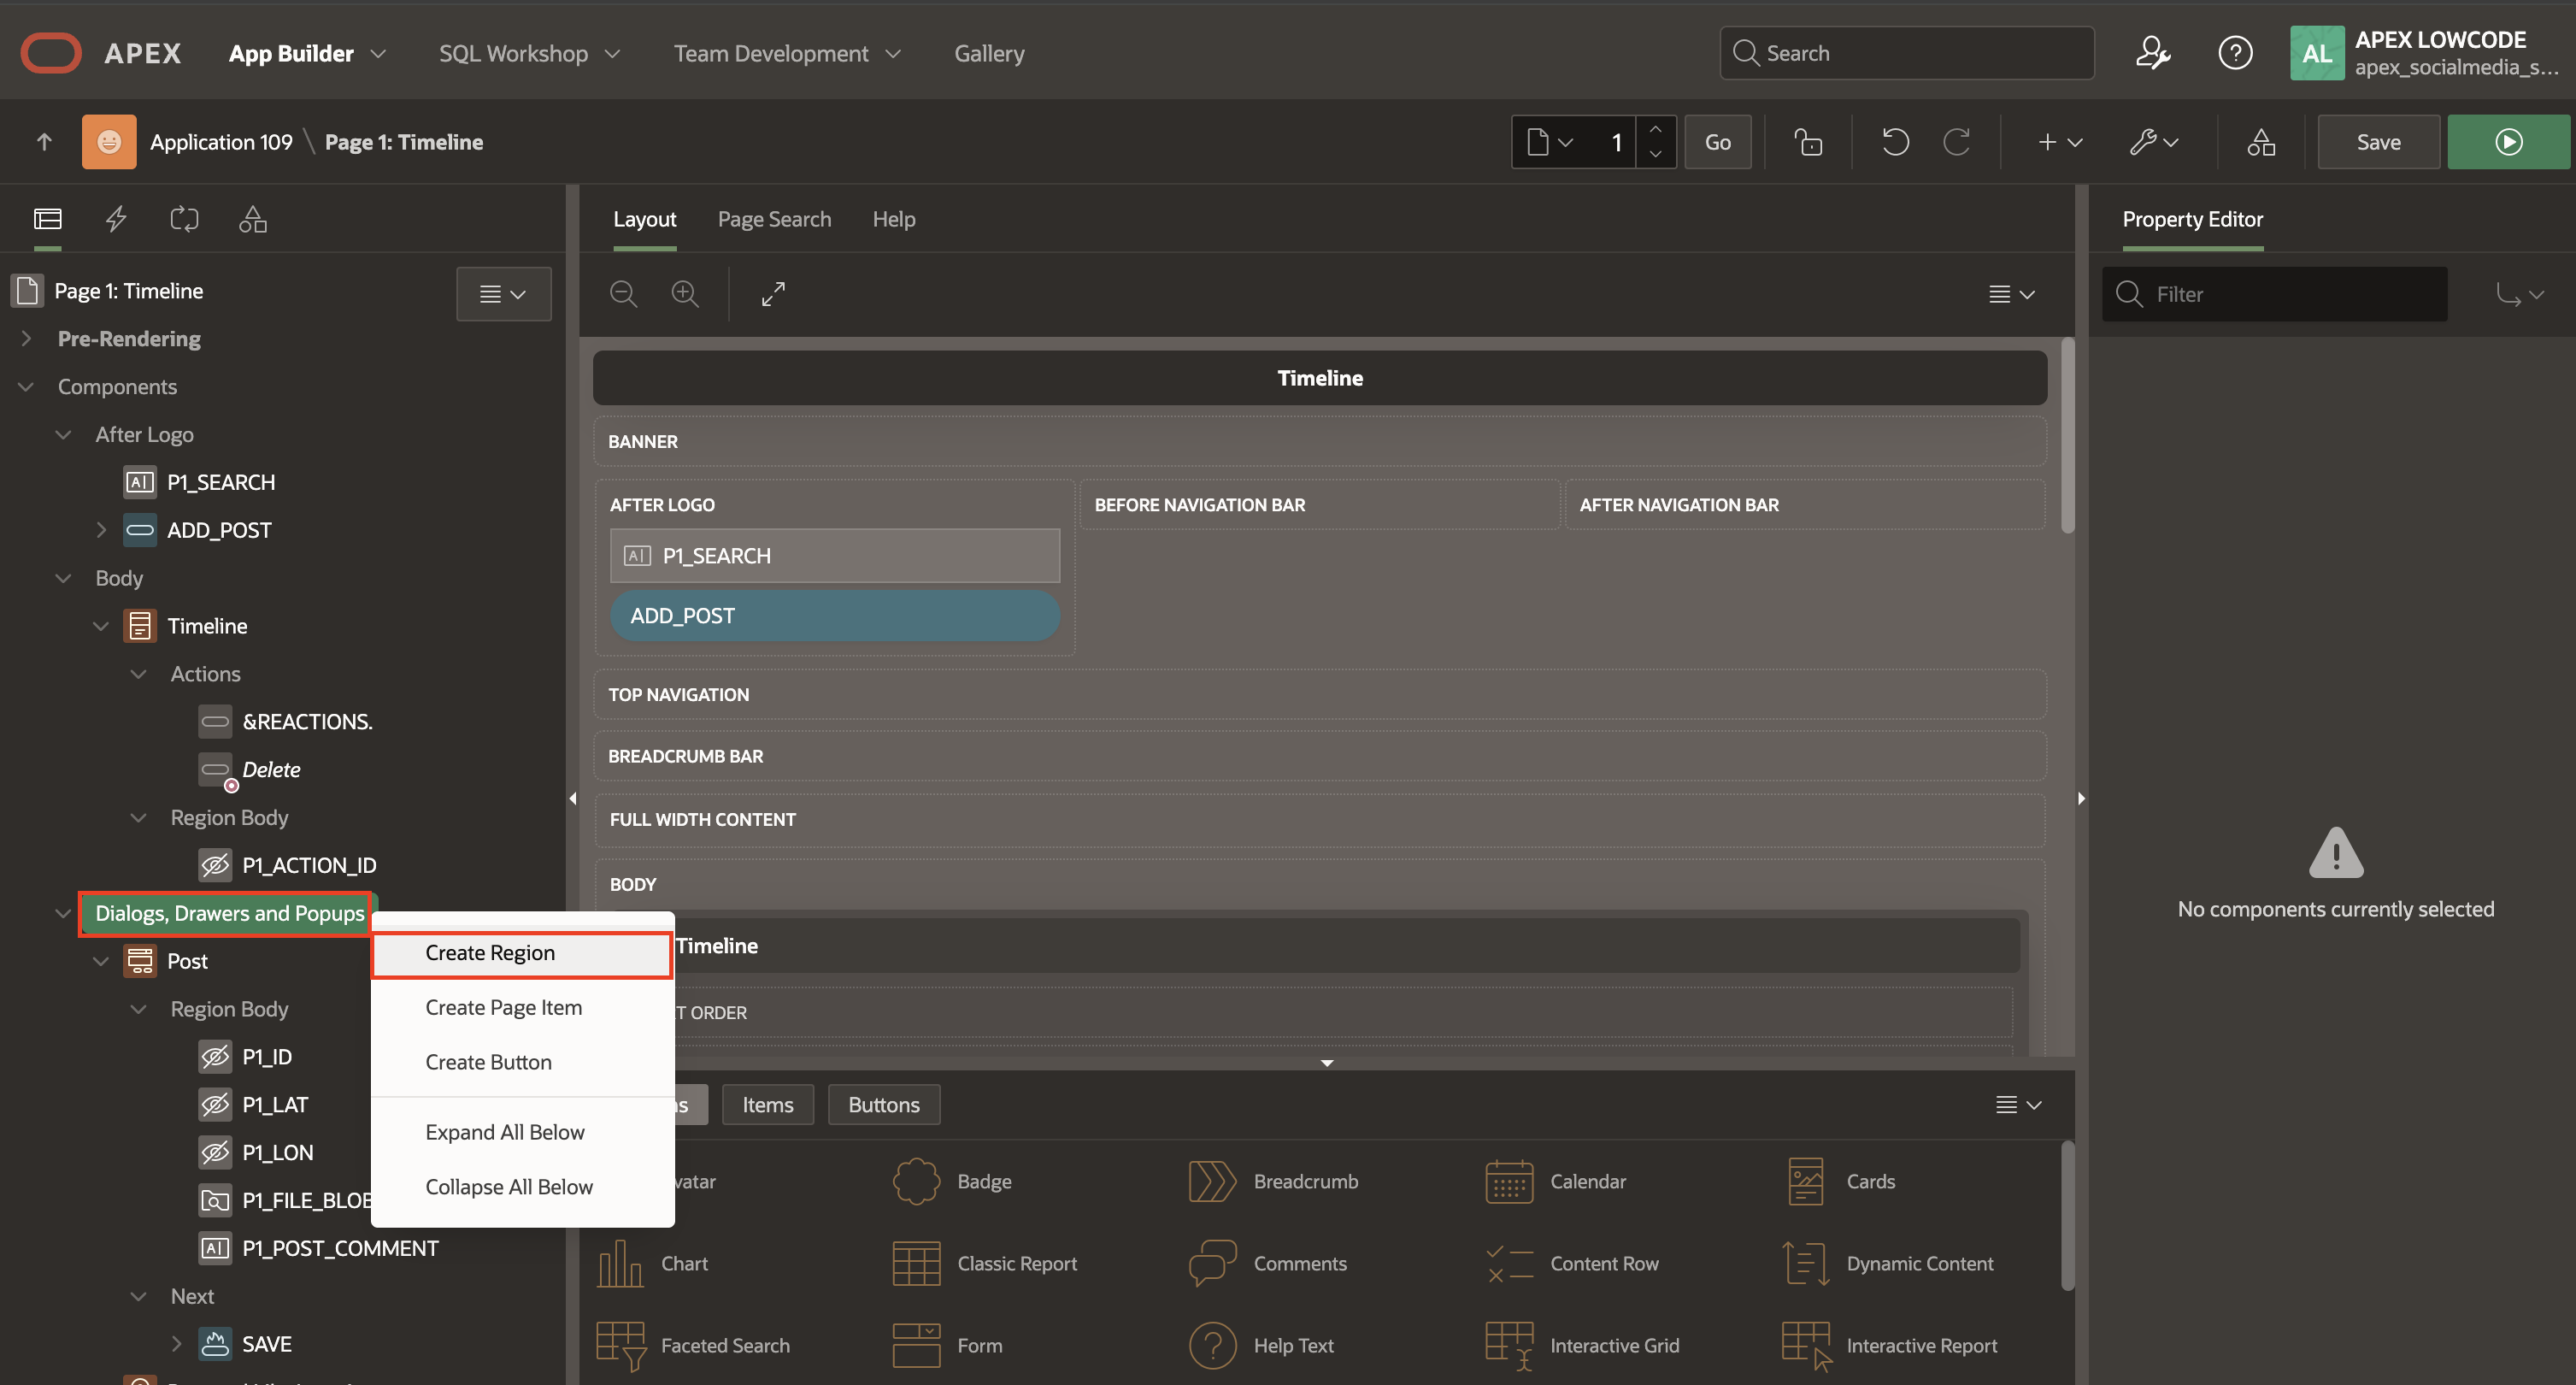 APEX App Builder SQL Workshop Team Development Gallery Search APEX LOWCODE
AL apex_socialmedia_s...
Application 109 \ Page 1: Timeline 1 Go Save
Layout Page Search Help
Property Editor
Filter
Page 1: Timeline
Pre-Rendering
Components
After Logo
P1_SEARCH
ADD_POST
Body
Timeline
Actions
&REACTIONS.
Delete
Region Body
P1_ACTION_ID
Dialogs, Drawers and Popups
Post
Region Body
P1_ID
P1_LAT
P1_LON
P1_FILE_BLOB
P1_POST_COMMENT
Next
SAVE
Create Region
Create Page Item
Create Button
Expand All Below
Collapse All Below
Timeline
BANNER
AFTER LOGO BEFORE NAVIGATION BAR AFTER NAVIGATION BAR
P1_SEARCH
ADD_POST
TOP NAVIGATION
BREADCRUMB BAR
FULL WIDTH CONTENT
BODY
Timeline
T ORDER
ns Items Buttons
vatar Badge Breadcrumb Calendar Cards
Chart Classic Report Comments Content Row Dynamic Content
Faceted Search Form Help Text Interactive Grid Interactive Report
No components currently selected